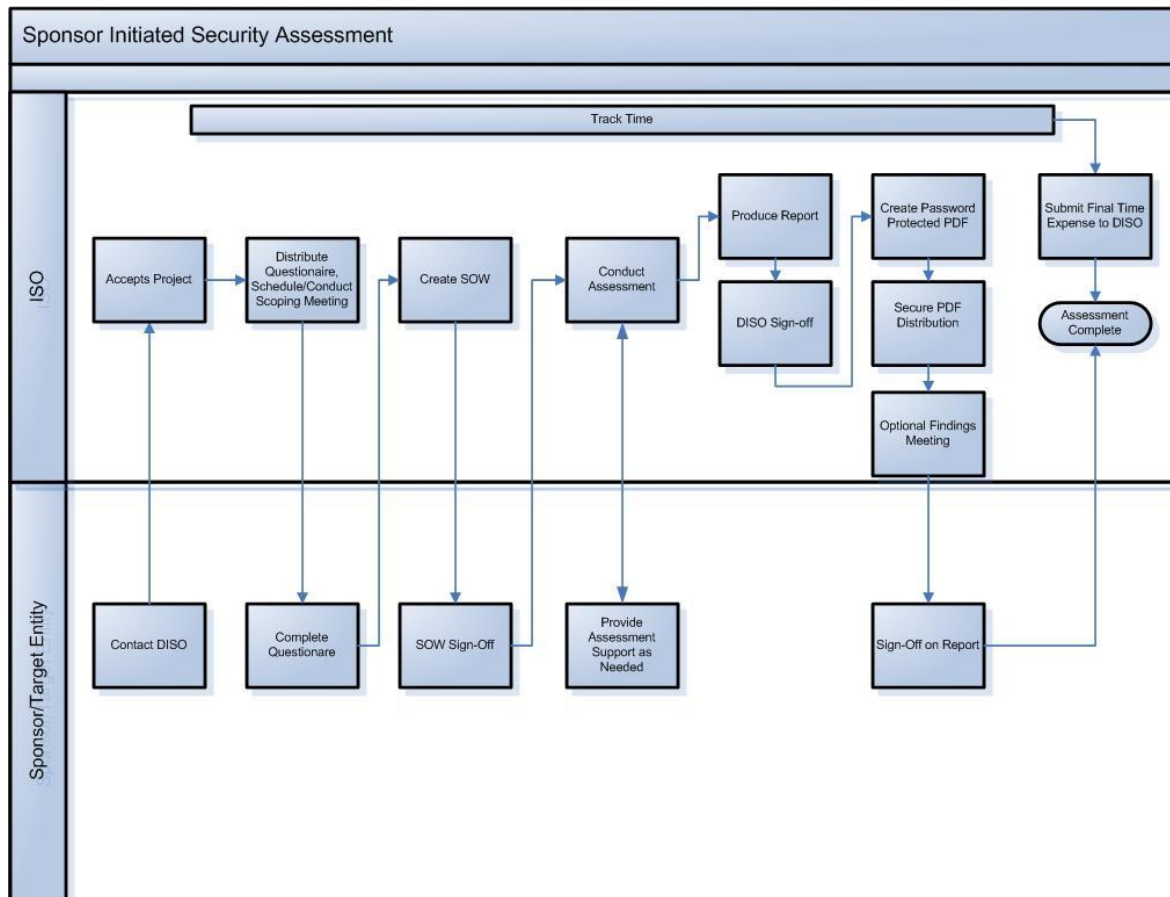 Sponsor Initiated Security Assessment
ISO
Track Time
Accepts Project
Distribute
Questionaire,
Schedule/Conduct
Scoping Meeting
Create SOW
Conduct
Assessment
Produce Report
DISO Sign-off
Create Password
Protected PDF
Secure PDF
Distribution
Optional Findings
Meeting
Submit Final Time
Expense to DISO
Assessment
Complete
Sponsor/Target Entity
Contact DISO
Complete
Questionare
SOW Sign-Off
Provide
Assessment
Support as
Needed
Sign-Off on Report